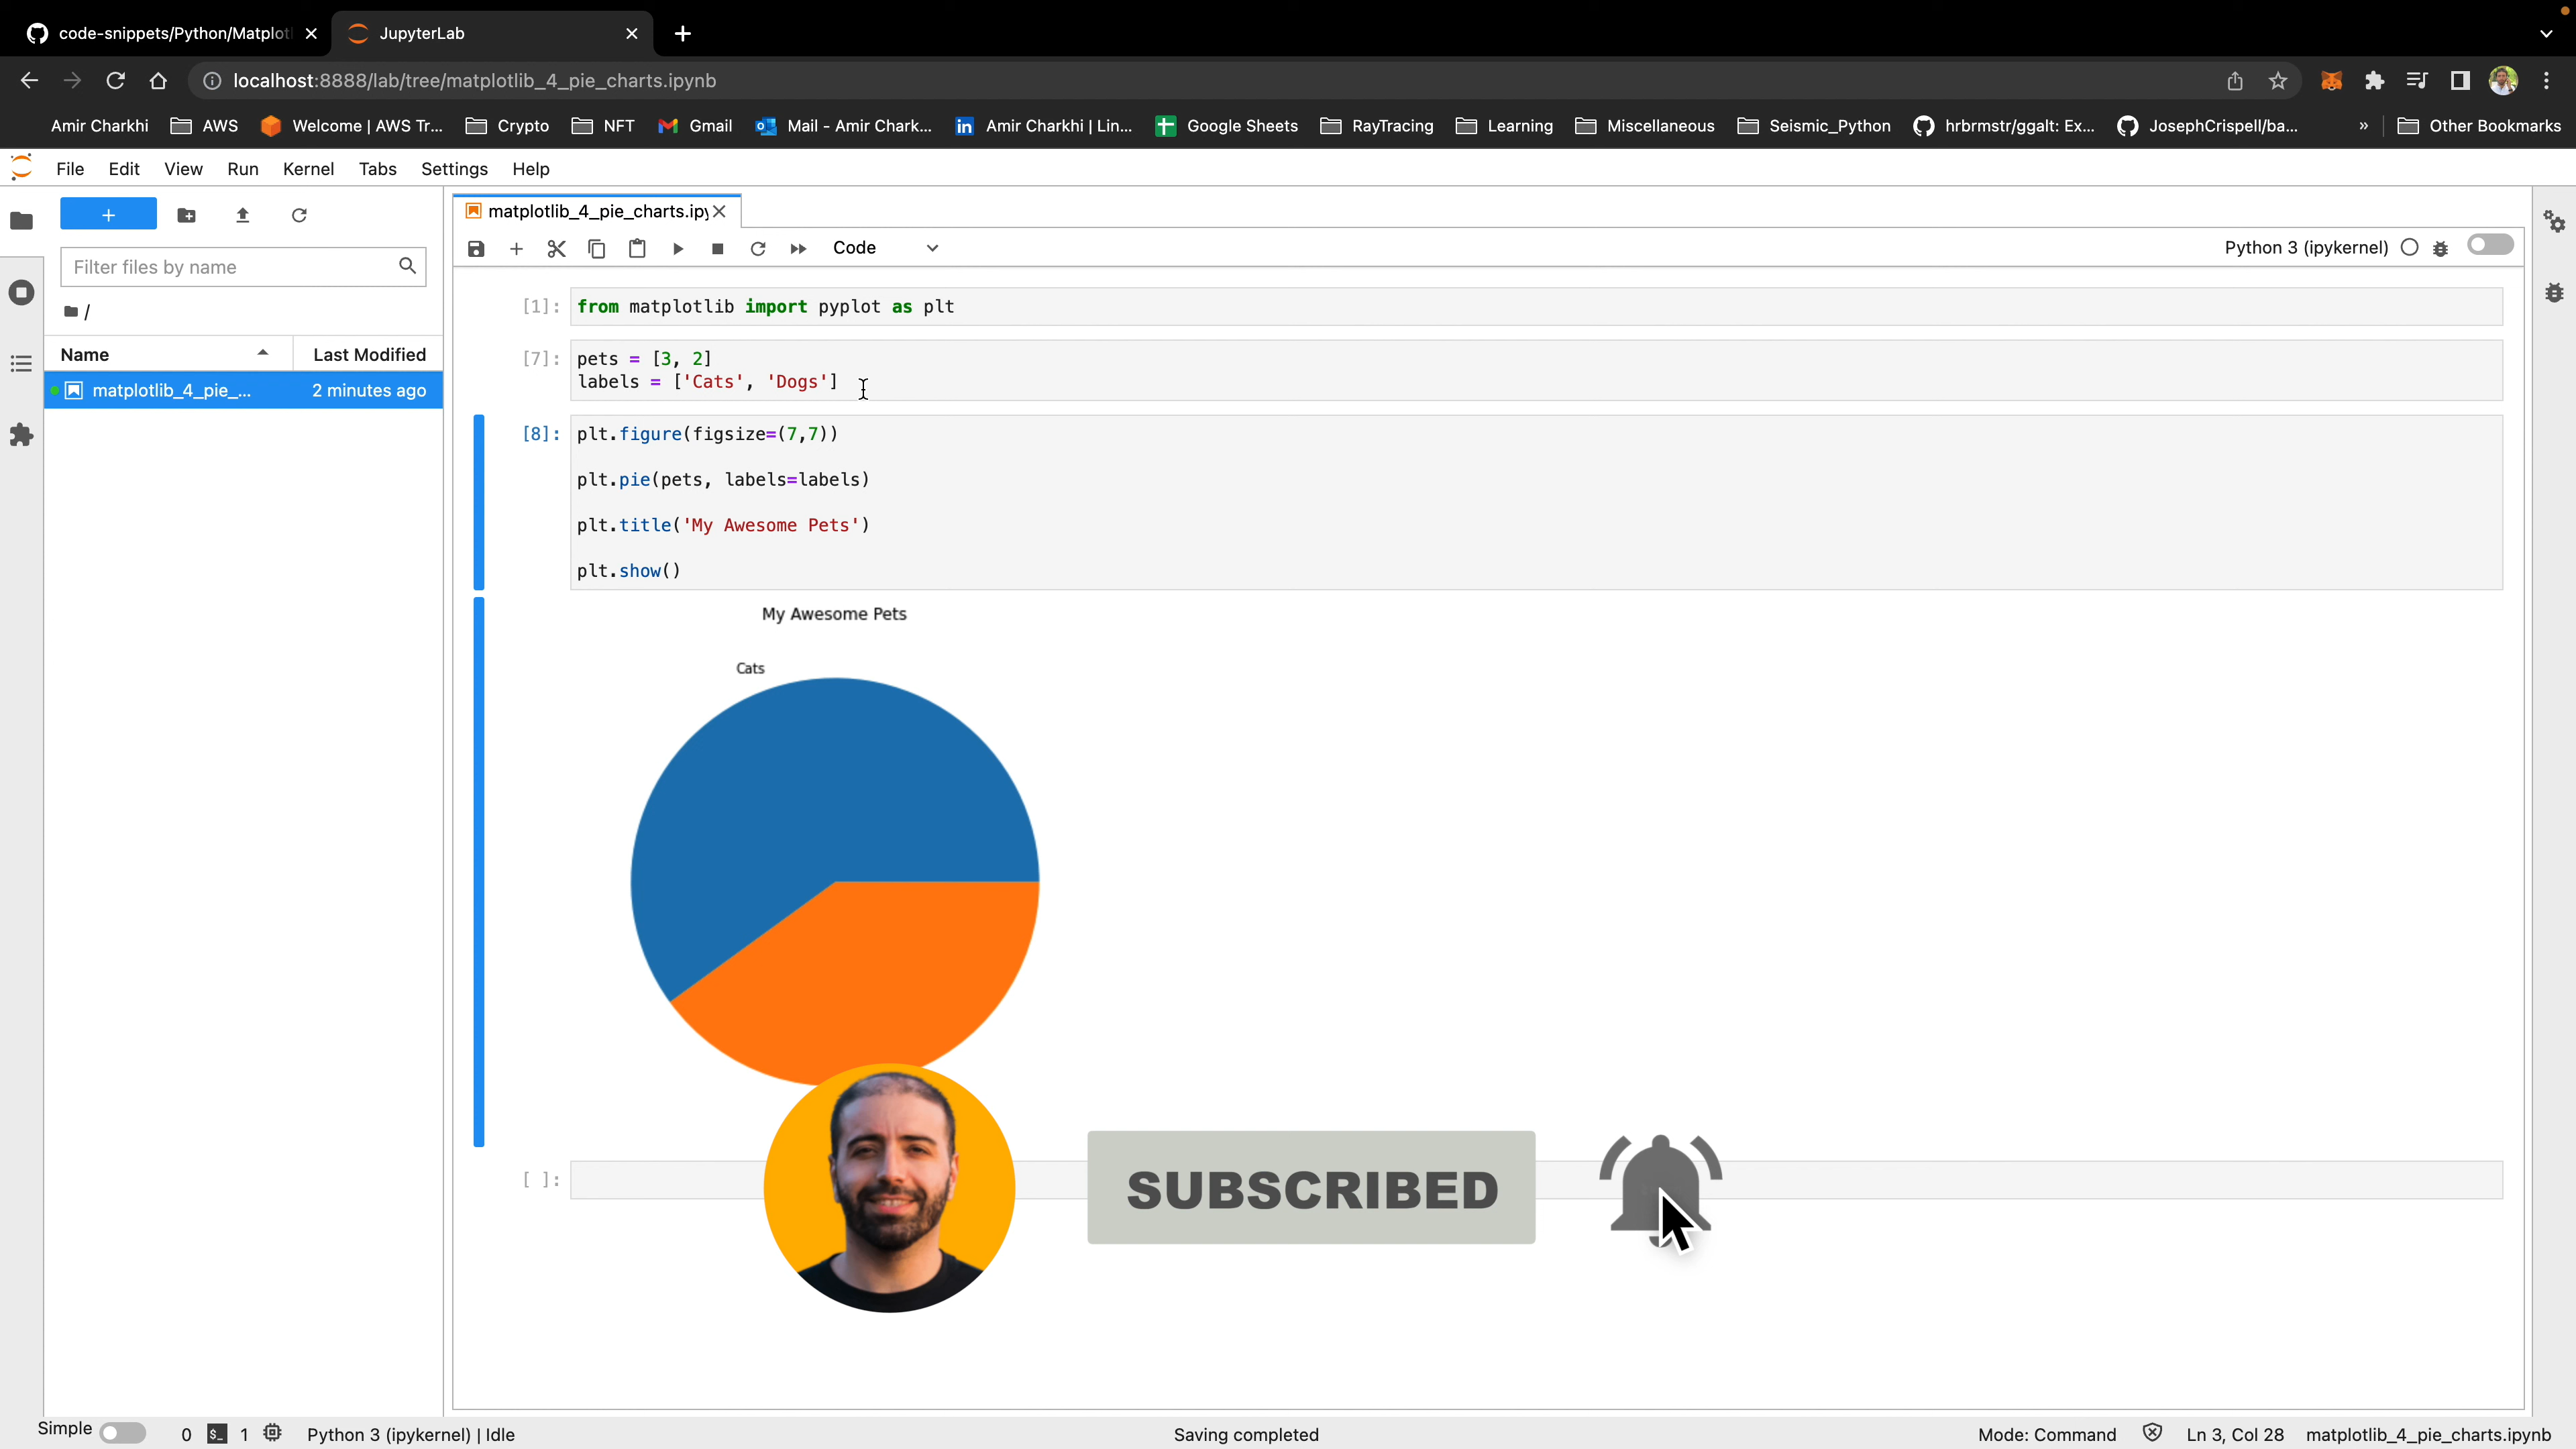 code-snippets/Python/Matplotl
JupyterLab
localhost:8888/lab/tree/matplotlib_4_pie_charts.ipynb
Amir Charkhi AWS Welcome | AWS Tr... Crypto NFT Gmail Mail - Amir Chark... Amir Charkhi | Lin... Google Sheets RayTracing Learning Miscellaneous Seismic_Python hrbrmstr/ggalt: Ex... JosephCrispell/ba... » Other Bookmarks
File Edit View Run Kernel Tabs Settings Help
Filter files by name
/
Name Last Modified
matplotlib_4_pie_... 2 minutes ago
matplotlib_4_pie_charts.ipy
Code
Python 3 (ipykernel)
[1]: from matplotlib import pyplot as plt
[7]: pets = [3, 2]
labels = ['Cats', 'Dogs']
[8]: plt.figure(figsize=(7,7))
plt.pie(pets, labels=labels)
plt.title('My Awesome Pets')
plt.show()
My Awesome Pets
Cats
[ ]:
SUBSCRIBED
Simple 0 $_ 1 Python 3 (ipykernel) | Idle Saving completed Mode: Command Ln 3, Col 28 matplotlib_4_pie_charts.ipynb